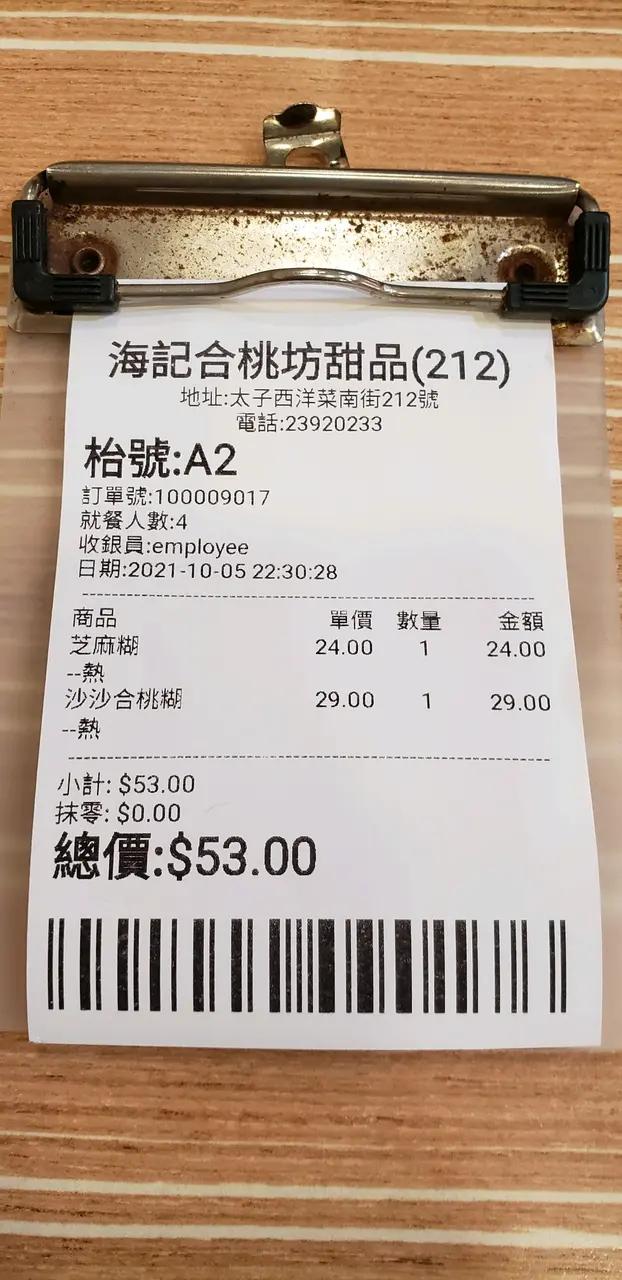 海記合桃坊甜品(212)
地址:太子西洋菜南街212號
電話:23920233
枱號:A2
訂單號:100009017
就餐人數:4
收銀員:employee
日期:2021-10-05 22:30:28
商品 單價 數量 金額
芝麻糊 24.00 1 24.00
--熱
沙沙合桃糊 29.00 1 29.00
--熱
小計: $53.00
抹零: $0.00
總價:$53.00